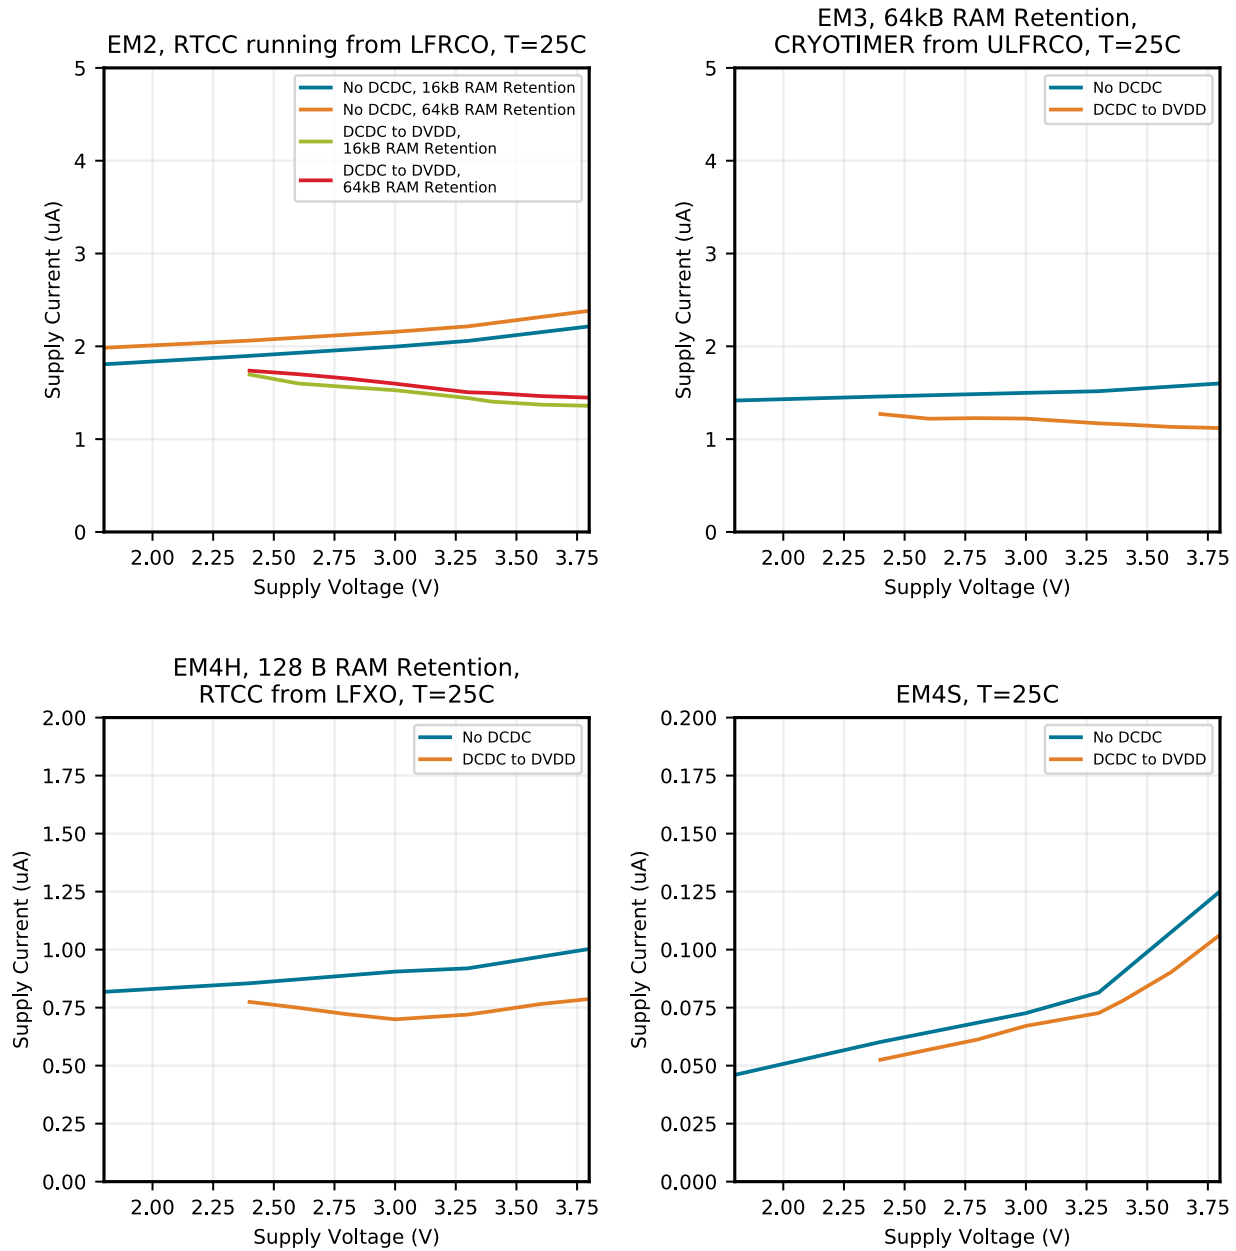 EM2, RTCC running from LFRCO, T=25C
5
4
3
2
1
0
Supply Current (uA)
No DCDC, 16kB RAM Retention
No DCDC, 64kB RAM Retention
DCDC to DVDD,
16kB RAM Retention
DCDC to DVDD,
64kB RAM Retention
2.00 2.25 2.50 2.75 3.00 3.25 3.50 3.75
Supply Voltage (V)
EM3, 64kB RAM Retention,
CRYOTIMER from ULFRCO, T=25C
5
4
3
2
1
0
Supply Current (uA)
No DCDC
DCDC to DVDD
2.00 2.25 2.50 2.75 3.00 3.25 3.50 3.75
Supply Voltage (V)
EM4H, 128 B RAM Retention,
RTCC from LFXO, T=25C
2.00
1.75
1.50
1.25
1.00
0.75
0.50
0.25
0.00
Supply Current (uA)
No DCDC
DCDC to DVDD
2.00 2.25 2.50 2.75 3.00 3.25 3.50 3.75
Supply Voltage (V)
EM4S, T=25C
0.200
0.175
0.150
0.125
0.100
0.075
0.050
0.025
0.000
Supply Current (uA)
No DCDC
DCDC to DVDD
2.00 2.25 2.50 2.75 3.00 3.25 3.50 3.75
Supply Voltage (V)